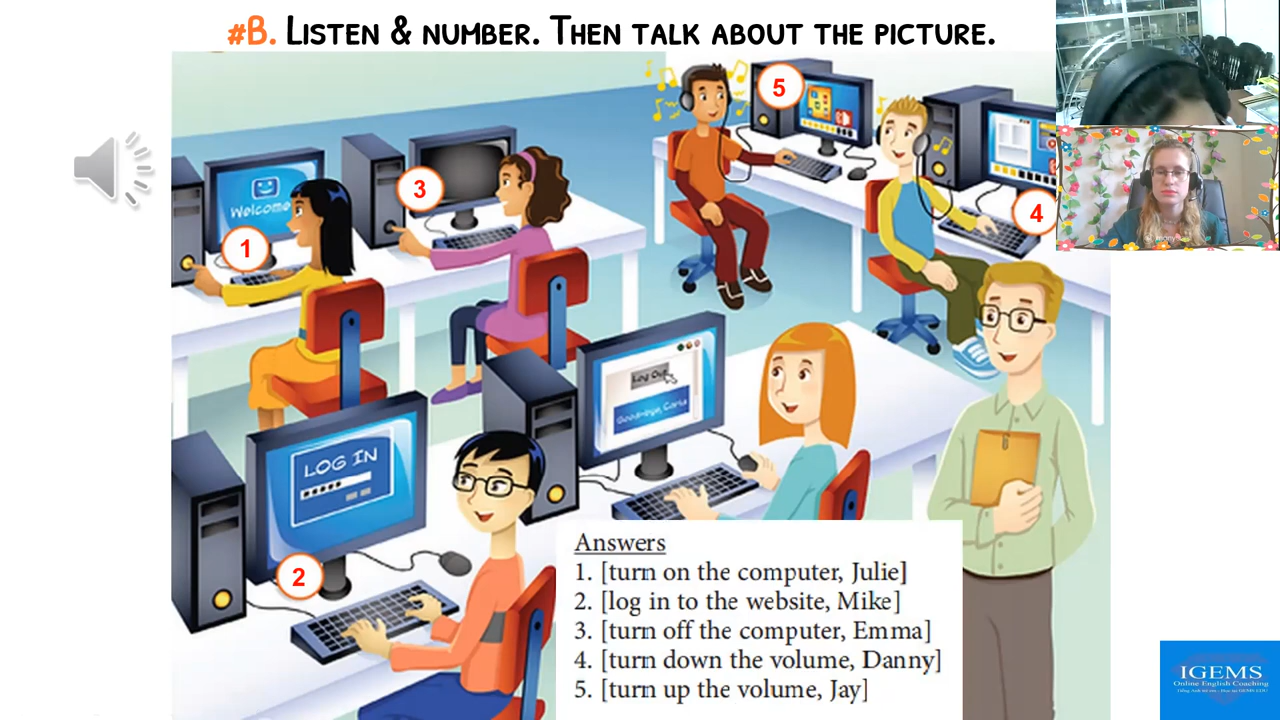 #B. Listen & number. Then talk about the picture.
5
3
4
Welcome
1
Log Out
Goodbye, Carla
LOG IN
2
Answers
1. [turn on the computer, Julie]
2. [log in to the website, Mike]
3. [turn off the computer, Emma]
4. [turn down the volume, Danny]
5. [turn up the volume, Jay]
IGEMS
Online English Coaching